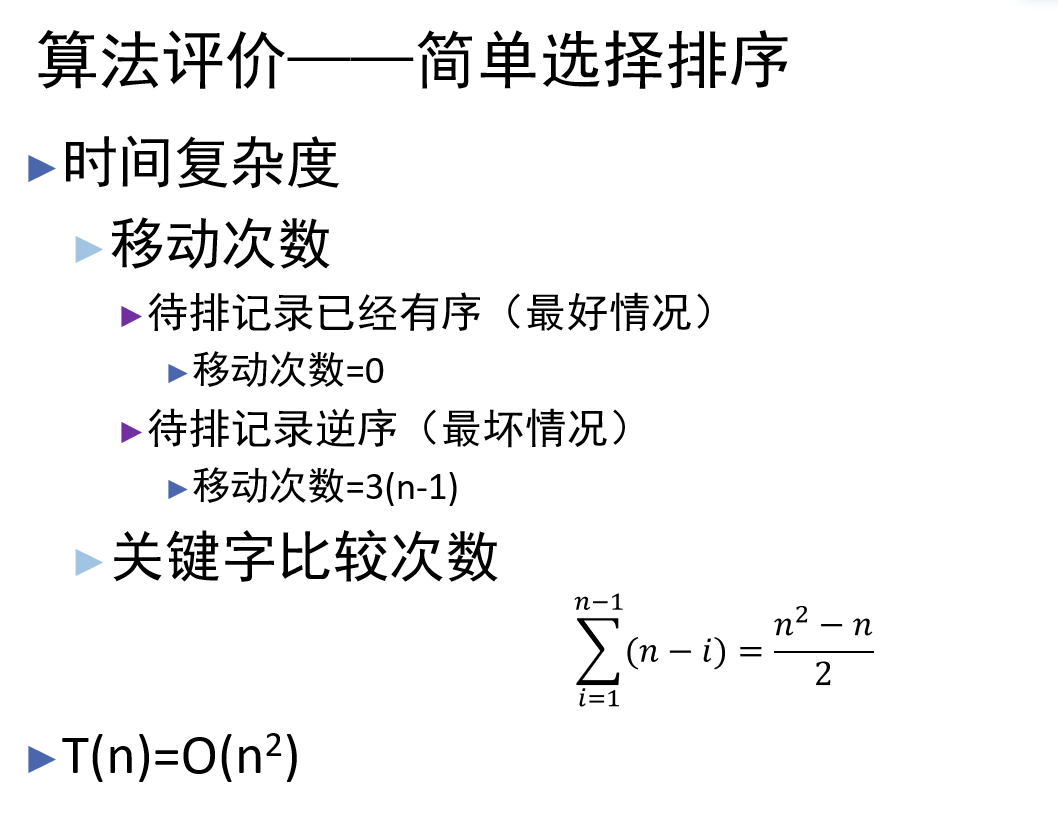 算法评价——简单选择排序
▶时间复杂度
▶移动次数
▶待排记录已经有序（最好情况）
▶移动次数=0
▶待排记录逆序（最坏情况）
▶移动次数=3(n-1)
▶关键字比较次数
\sum_{i=1}^{n-1}(n-i)=\frac{n^2-n}{2}
▶T(n)=O(n²)